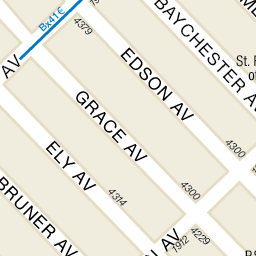 BAYCHESTER AV
EDSON AV
GRACE AV
ELY AV
BRUNER AV
AV
Bx41
4379
St.
4300
4300
4314
AV
1912
4229